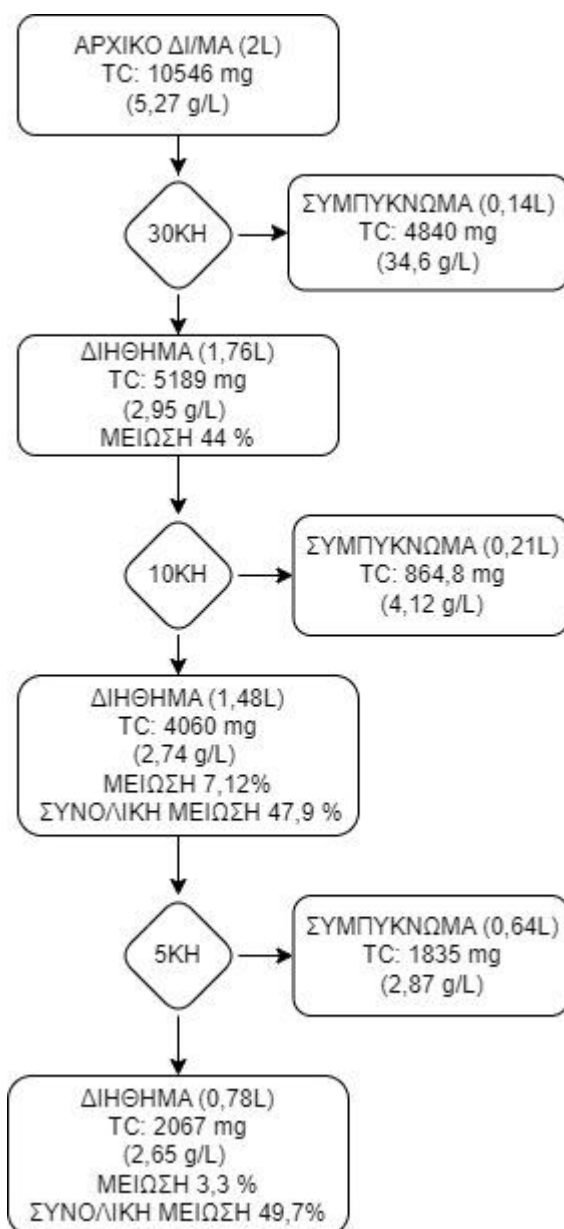 ΑΡΧΙΚΟ ΔΙ/ΜΑ (2L)
TC: 10546 mg
(5,27 g/L)
30KH
ΣΥΜΠΥΚΝΩΜΑ (0,14L)
TC: 4840 mg
(34,6 g/L)
ΔΙΗΘΗΜΑ (1,76L)
TC: 5189 mg
(2,95 g/L)
ΜΕΙΩΣΗ 44 %
10KH
ΣΥΜΠΥΚΝΩΜΑ (0,21L)
TC: 864,8 mg
(4,12 g/L)
ΔΙΗΘΗΜΑ (1,48L)
TC: 4060 mg
(2,74 g/L)
ΜΕΙΩΣΗ 7,12%
ΣΥΝΟΛΙΚΗ ΜΕΙΩΣΗ 47,9 %
5KH
ΣΥΜΠΥΚΝΩΜΑ (0,64L)
TC: 1835 mg
(2,87 g/L)
ΔΙΗΘΗΜΑ (0,78L)
TC: 2067 mg
(2,65 g/L)
ΜΕΙΩΣΗ 3,3 %
ΣΥΝΟΛΙΚΗ ΜΕΙΩΣΗ 49,7%